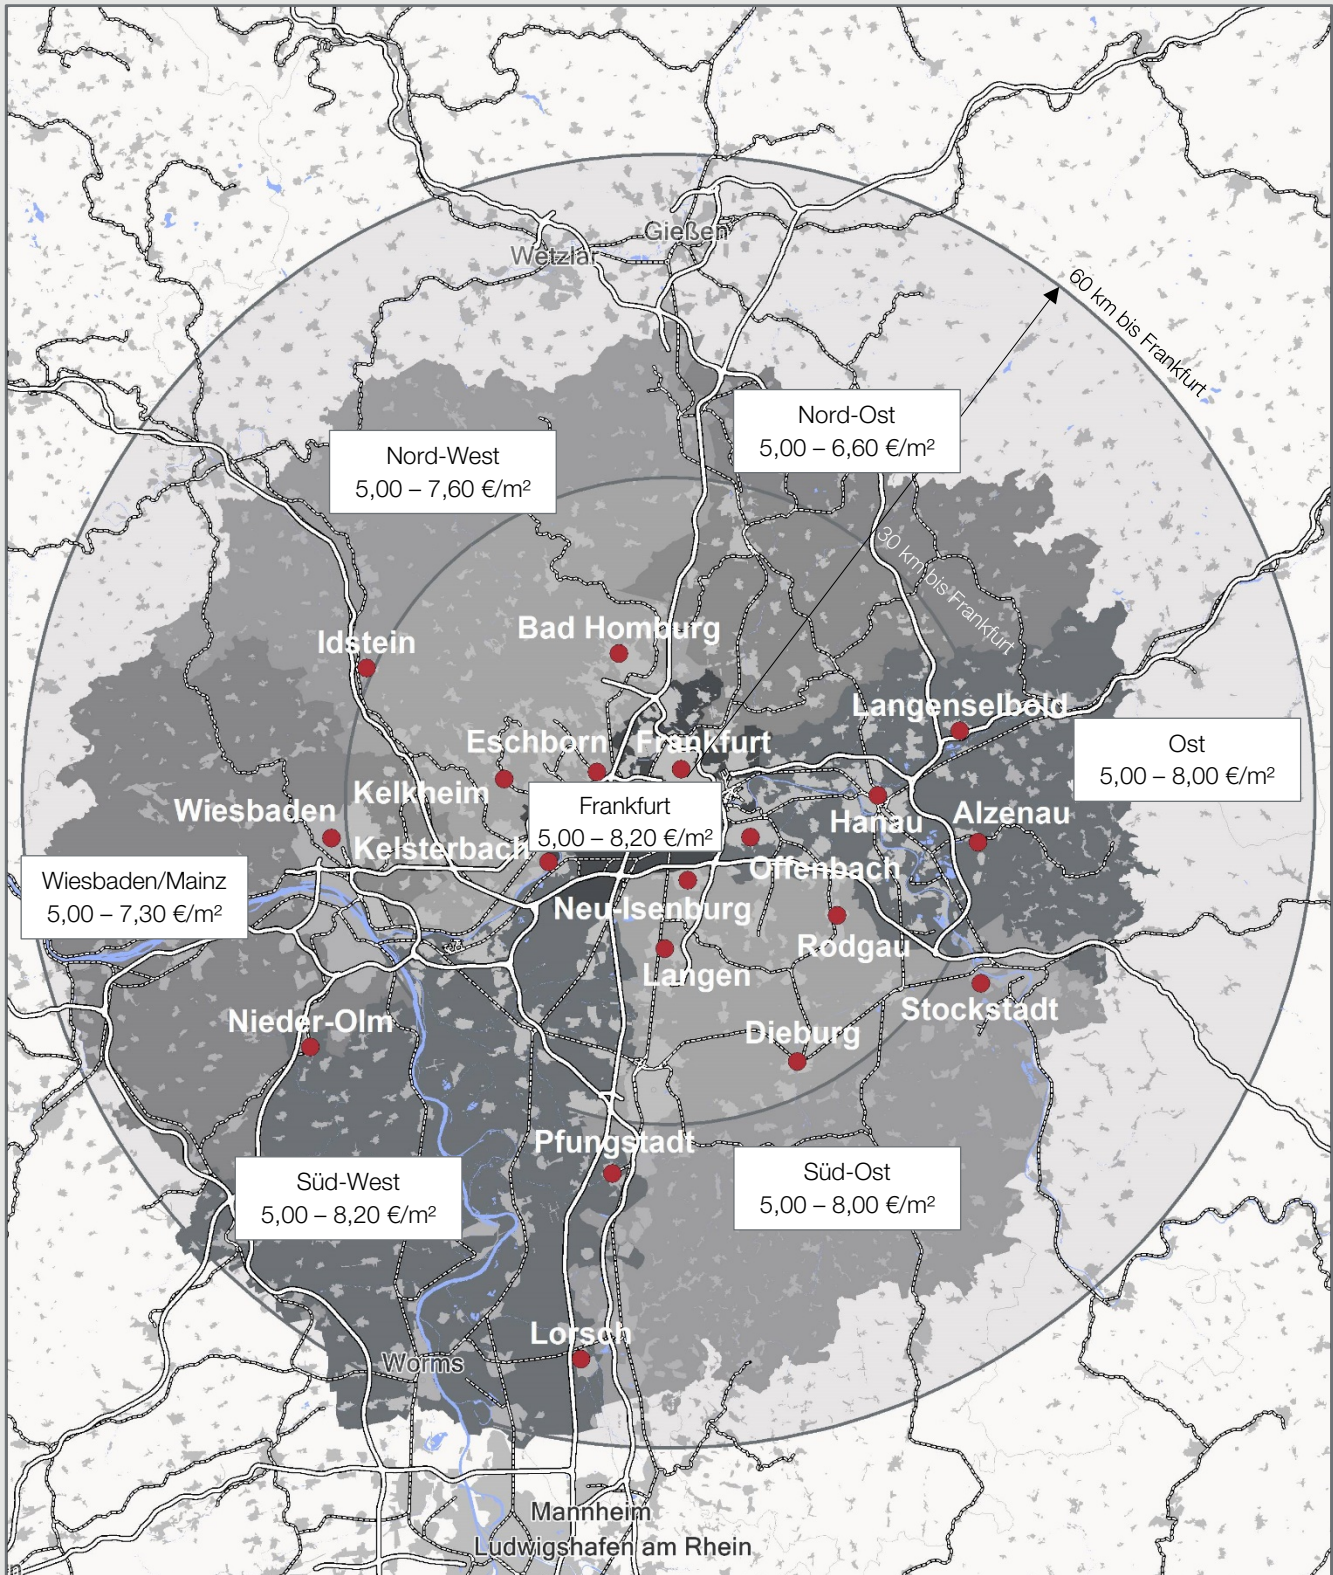 Gießen
Wetzlar
60 km bis Frankfurt
Nord-Ost
5,00 – 6,60 €/m²
Nord-West
5,00 – 7,60 €/m²
30 km bis Frankfurt
Bad Homburg
Idstein
Langenselbold
Eschborn
Frankfurt
Ost
5,00 – 8,00 €/m²
Kelkheim
Frankfurt
5,00 – 8,20 €/m²
Wiesbaden
Hanau
Alzenau
Kelsterbach
Offenbach
Wiesbaden/Mainz
5,00 – 7,30 €/m²
Neu-Isenburg
Rodgau
Langen
Stockstadt
Nieder-Olm
Dieburg
Pfungstadt
Süd-West
5,00 – 8,20 €/m²
Süd-Ost
5,00 – 8,00 €/m²
Lorsch
Worms
Mannheim
Ludwigshafen am Rhein